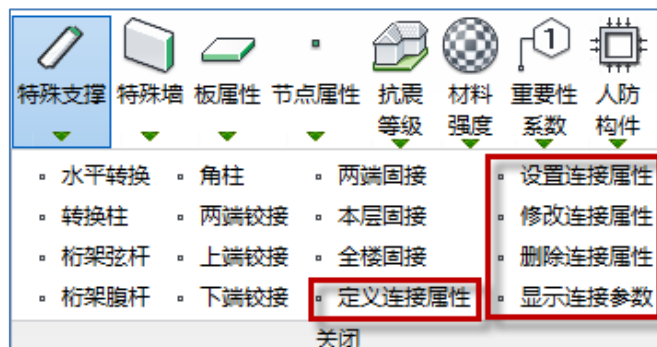 1
特殊支撑 特殊墙 板属性 节点属性 抗震 材料 重要性 人防
等级 强度 系数 构件
水平转换 角柱 两端固接 设置连接属性
转换柱 两端铰接 本层固接 修改连接属性
桁架弦杆 上端铰接 全楼固接 删除连接属性
桁架腹杆 下端铰接 定义连接属性 显示连接参数
关闭